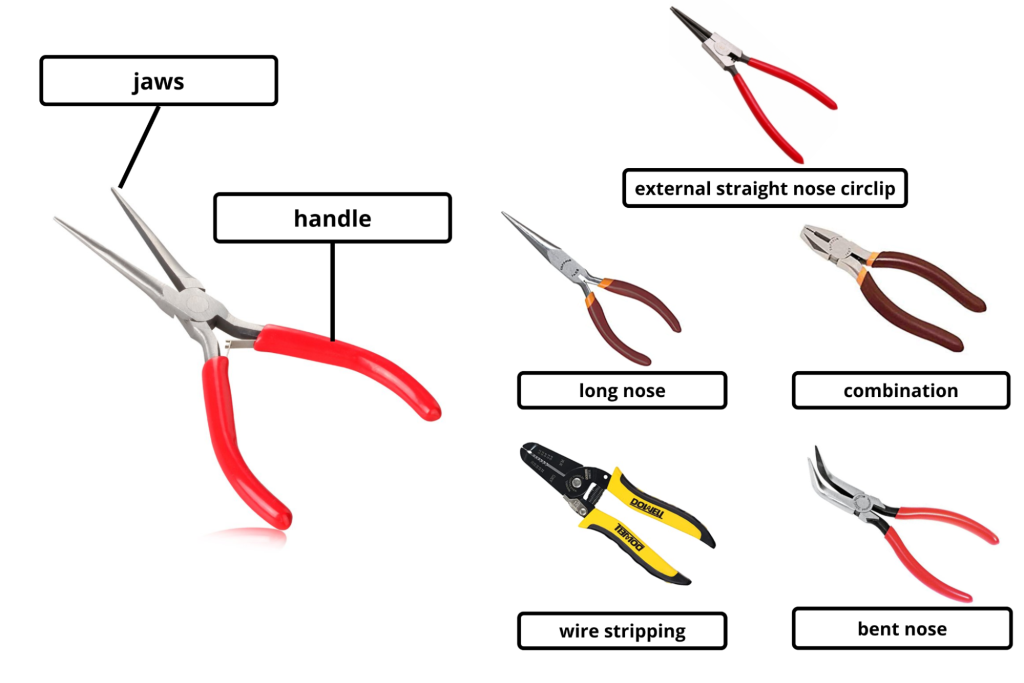 jaws
handle
external straight nose circlip
long nose
combination
DOWELL
DOWELL
wire stripping
bent nose